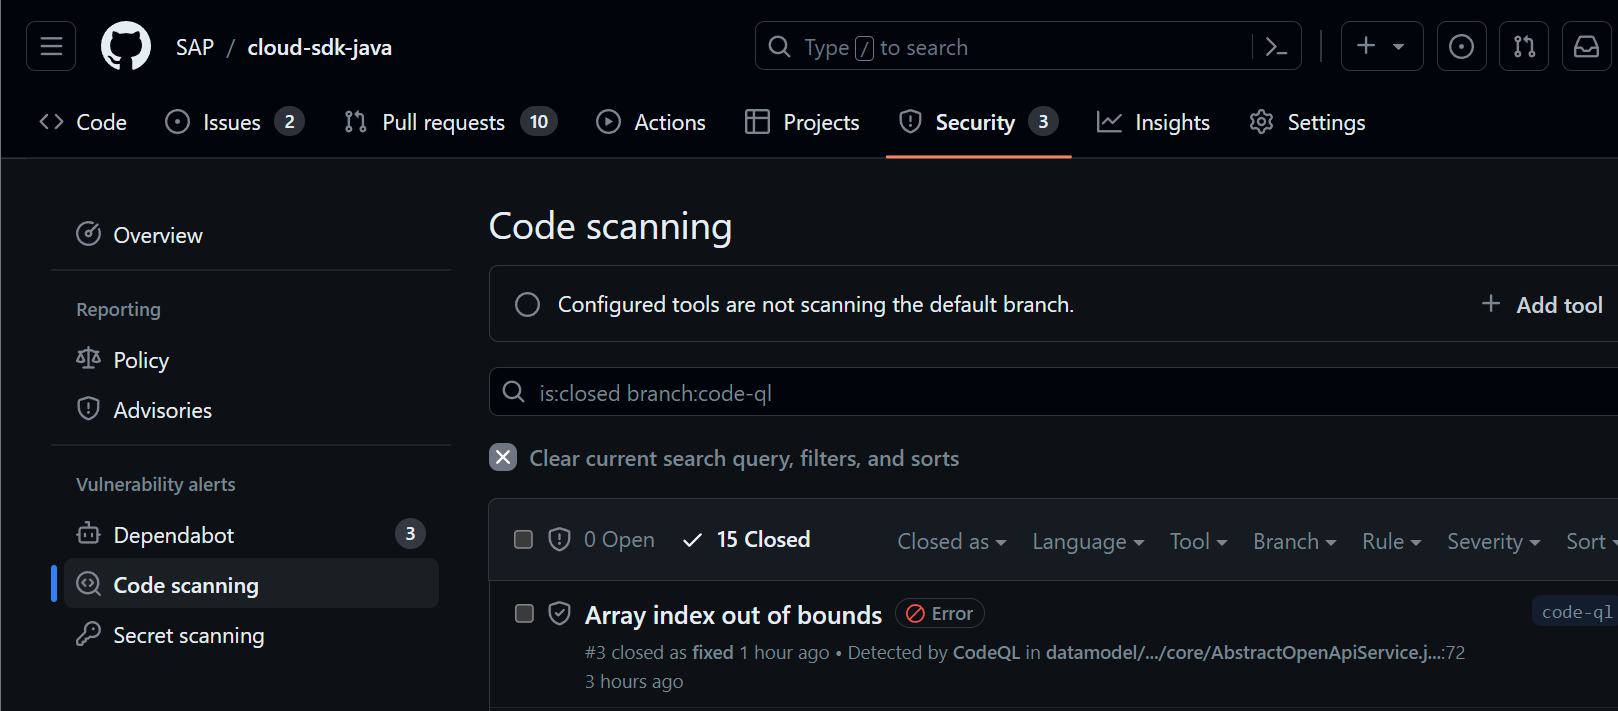 SAP / cloud-sdk-java
Type / to search
Code
Issues 2
Pull requests 10
Actions
Projects
Security 3
Insights
Settings
Overview
Reporting
Policy
Advisories
Vulnerability alerts
Dependabot 3
Code scanning
Secret scanning
Code scanning
Configured tools are not scanning the default branch.
+ Add tool
is:closed branch:code-ql
Clear current search query, filters, and sorts
0 Open 15 Closed Closed as Language Tool Branch Rule Severity Sort
Array index out of bounds Error code-ql
#3 closed as fixed 1 hour ago • Detected by CodeQL in datamodel/.../core/AbstractOpenApiService.j...:72
3 hours ago